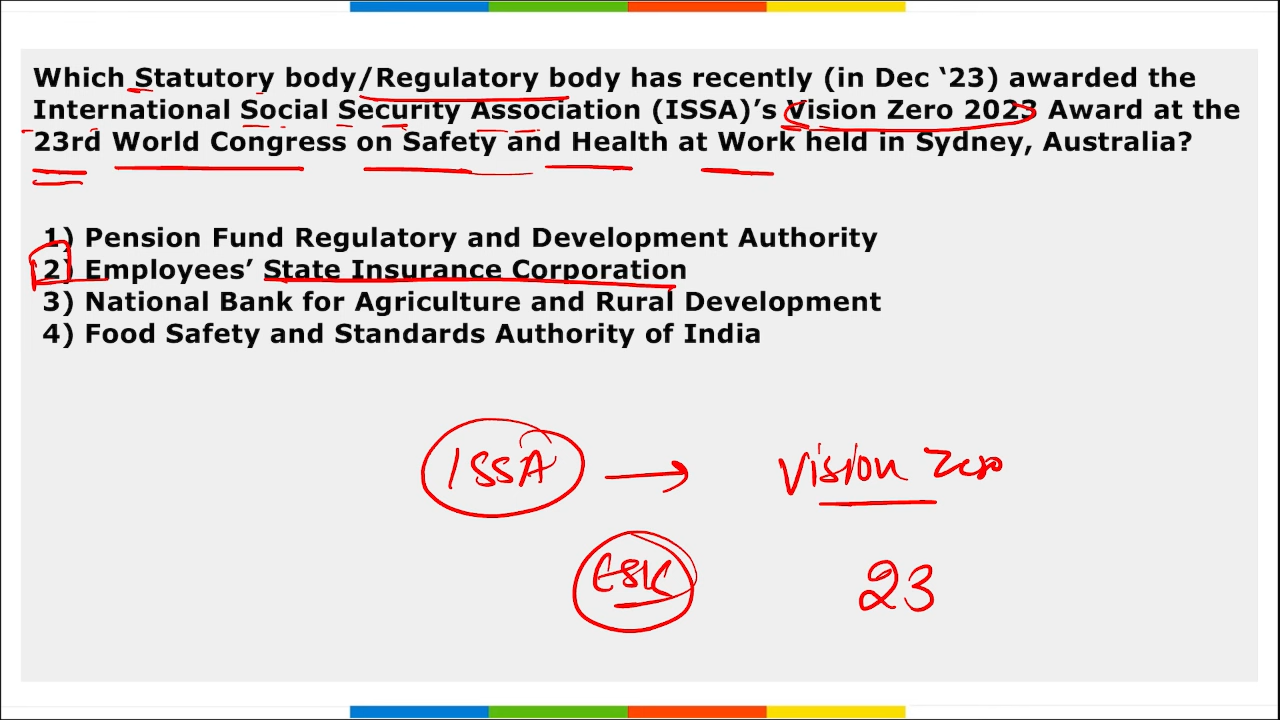 Which Statutory body/Regulatory body has recently (in Dec ‘23) awarded the
International Social Security Association (ISSA)’s Vision Zero 2023 Award at the
23rd World Congress on Safety and Health at Work held in Sydney, Australia?
1) Pension Fund Regulatory and Development Authority
2) Employees’ State Insurance Corporation
3) National Bank for Agriculture and Rural Development
4) Food Safety and Standards Authority of India
ISSA → Vision Zero
ESIC 23